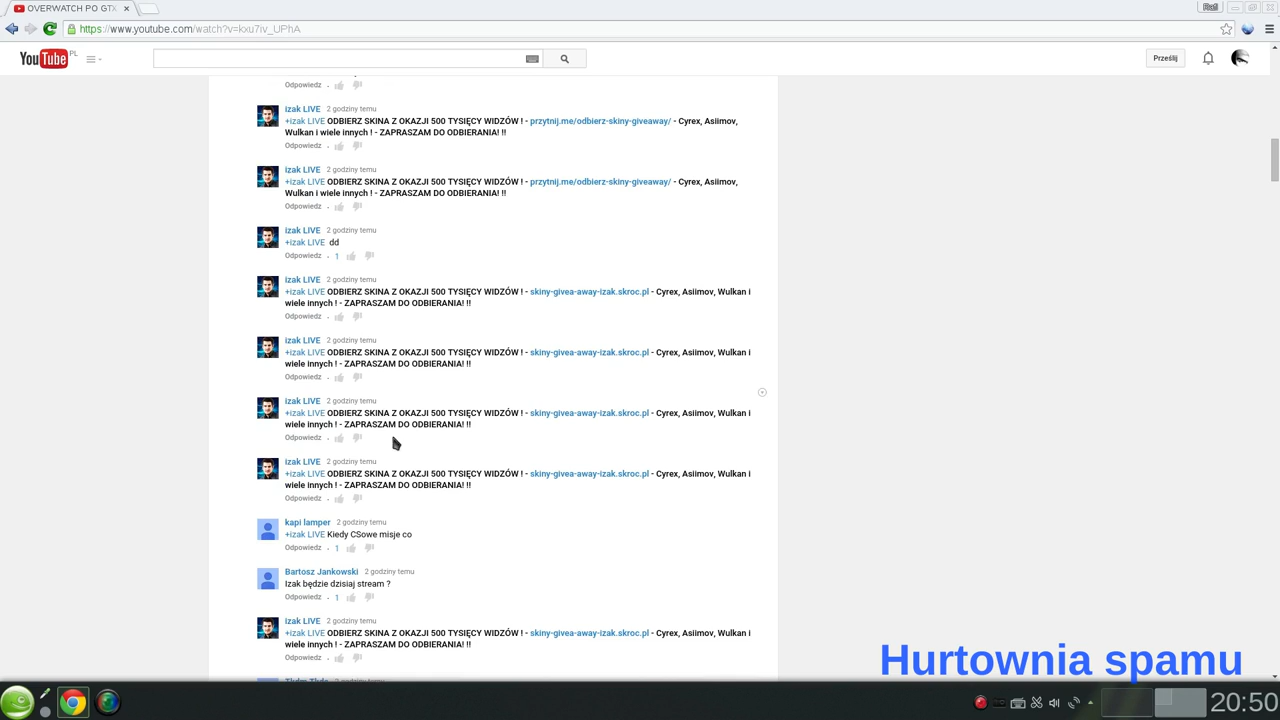 OVERWATCH PO GTX
Rafi
https://www.youtube.com/watch?v=kxu7iv_UPhA
YouTube PL
Prześlij
Odpowiedz
izak LIVE 2 godziny temu
+izak LIVE ODBIERZ SKINA Z OKAZJI 500 TYSIĘCY WIDZÓW ! - przytnij.me/odbierz-skiny-giveaway/ - Cyrex, Asiimov,
Wulkan i wiele innych ! - ZAPRASZAM DO ODBIERANIA! !!
Odpowiedz
izak LIVE 2 godziny temu
+izak LIVE ODBIERZ SKINA Z OKAZJI 500 TYSIĘCY WIDZÓW ! - przytnij.me/odbierz-skiny-giveaway/ - Cyrex, Asiimov,
Wulkan i wiele innych ! - ZAPRASZAM DO ODBIERANIA! !!
Odpowiedz
izak LIVE 2 godziny temu
+izak LIVE dd
Odpowiedz 1
izak LIVE 2 godziny temu
+izak LIVE ODBIERZ SKINA Z OKAZJI 500 TYSIĘCY WIDZÓW ! - skiny-givea-away-izak.skroc.pl - Cyrex, Asiimov, Wulkan i
wiele innych ! - ZAPRASZAM DO ODBIERANIA! !!
Odpowiedz
izak LIVE 2 godziny temu
+izak LIVE ODBIERZ SKINA Z OKAZJI 500 TYSIĘCY WIDZÓW ! - skiny-givea-away-izak.skroc.pl - Cyrex, Asiimov, Wulkan i
wiele innych ! - ZAPRASZAM DO ODBIERANIA! !!
Odpowiedz
izak LIVE 2 godziny temu
+izak LIVE ODBIERZ SKINA Z OKAZJI 500 TYSIĘCY WIDZÓW ! - skiny-givea-away-izak.skroc.pl - Cyrex, Asiimov, Wulkan i
wiele innych ! - ZAPRASZAM DO ODBIERANIA! !!
Odpowiedz
izak LIVE 2 godziny temu
+izak LIVE ODBIERZ SKINA Z OKAZJI 500 TYSIĘCY WIDZÓW ! - skiny-givea-away-izak.skroc.pl - Cyrex, Asiimov, Wulkan i
wiele innych ! - ZAPRASZAM DO ODBIERANIA! !!
Odpowiedz
kapi lamper 2 godziny temu
+izak LIVE Kiedy CSowe misje co
Odpowiedz 1
Bartosz Jankowski 2 godziny temu
Izak będzie dzisiaj stream ?
Odpowiedz 1
izak LIVE 2 godziny temu
+izak LIVE ODBIERZ SKINA Z OKAZJI 500 TYSIĘCY WIDZÓW ! - skiny-givea-away-izak.skroc.pl - Cyrex, Asiimov, Wulkan i
wiele innych ! - ZAPRASZAM DO ODBIERANIA! !!
Odpowiedz
Hurtownia spamu
20:50